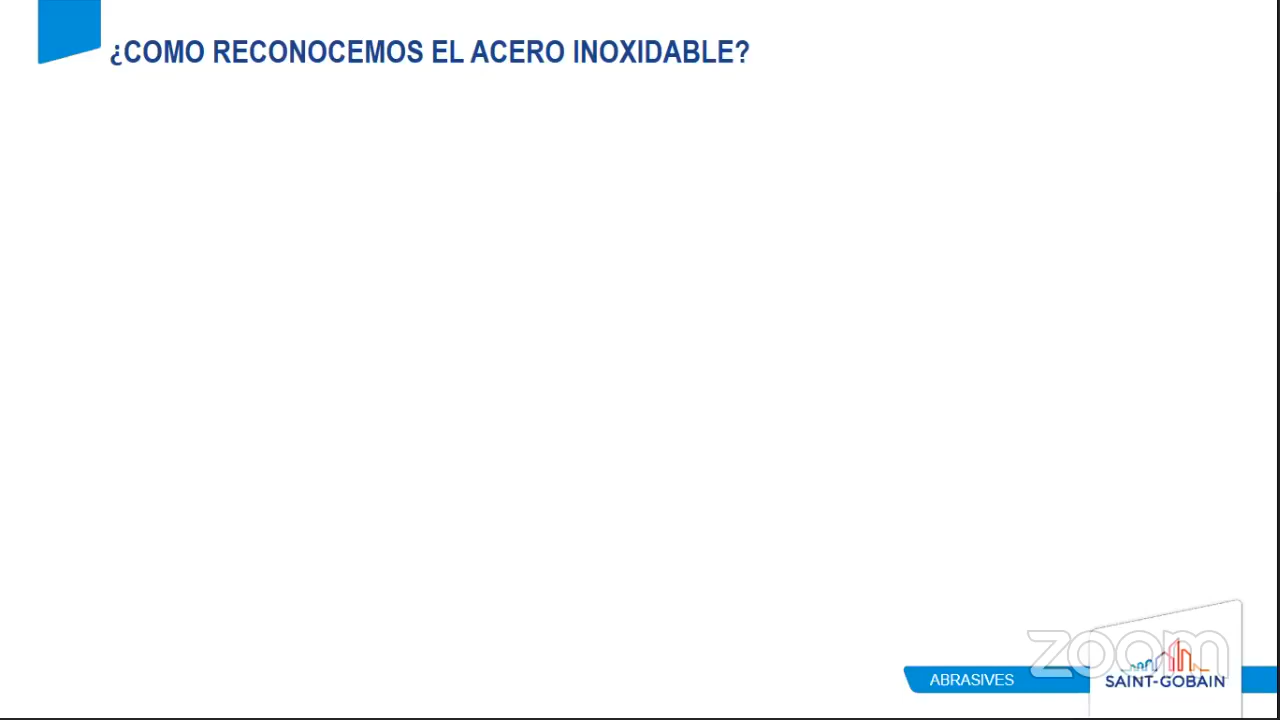 ¿COMO RECONOCEMOS EL ACERO INOXIDABLE?
zoom
ABRASIVES
SAINT-GOBAIN